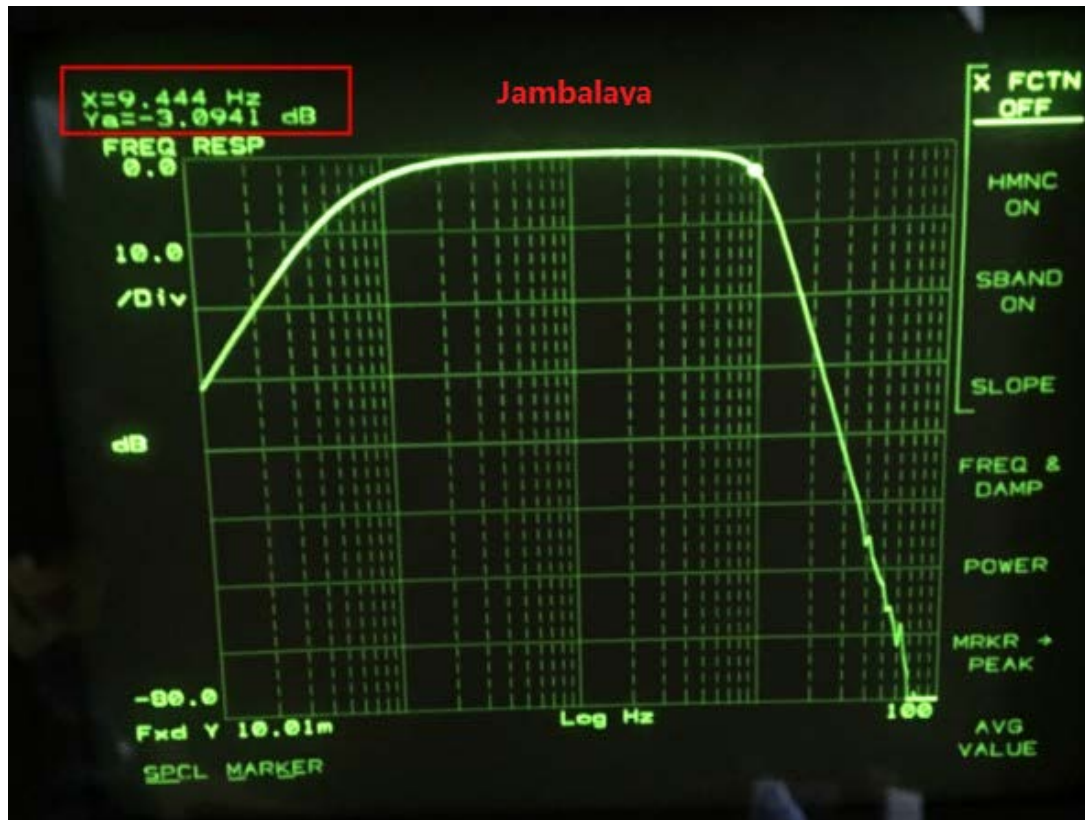 X=9.444 Hz
Ya=-3.0941 dB
Jambalaya
FREQ RESP
0.0
10.0
/Div
dB
-80.0
Fxd Y 10.01m
Log Hz
100
SPCL MARKER
X FCTN
OFF
HMNC
ON
SBAND
ON
SLOPE
FREQ &
DAMP
POWER
MRKR →
PEAK
AVG
VALUE